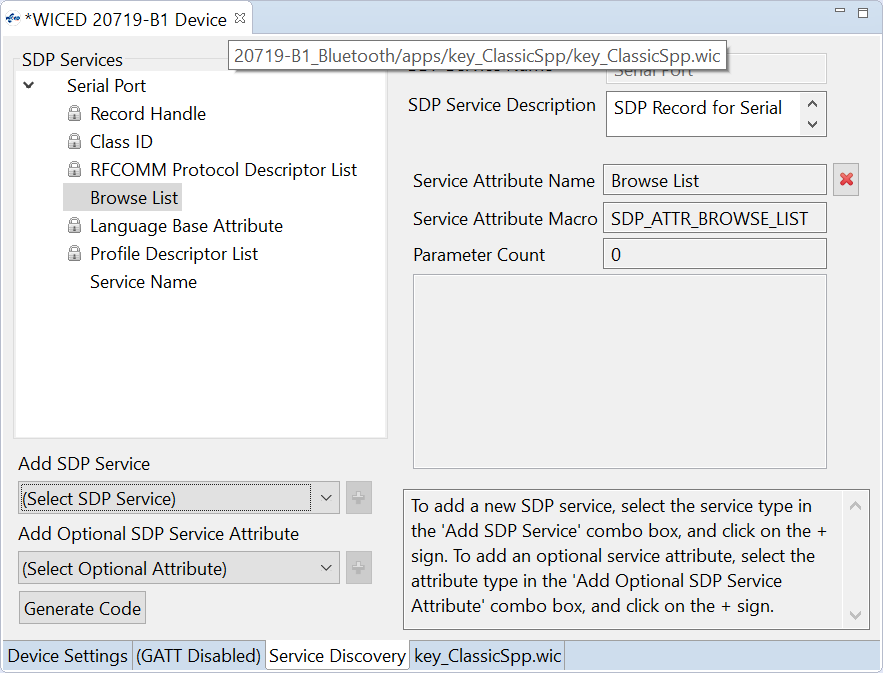 *WICED 20719-B1 Device
20719-B1_Bluetooth/apps/key_ClassicSpp/key_ClassicSpp.wic
SDP Services
Serial Port
Record Handle
Class ID
RFCOMM Protocol Descriptor List
Browse List
Language Base Attribute
Profile Descriptor List
Service Name
Serial Port
SDP Service Description
SDP Record for Serial
Service Attribute Name
Browse List
Service Attribute Macro
SDP_ATTR_BROWSE_LIST
Parameter Count
0
Add SDP Service
(Select SDP Service)
Add Optional SDP Service Attribute
(Select Optional Attribute)
Generate Code
To add a new SDP service, select the service type in
the 'Add SDP Service' combo box, and click on the +
sign. To add an optional service attribute, select the
attribute type in the 'Add Optional SDP Service
Attribute' combo box, and click on the + sign.
Device Settings
(GATT Disabled)
Service Discovery
key_ClassicSpp.wic